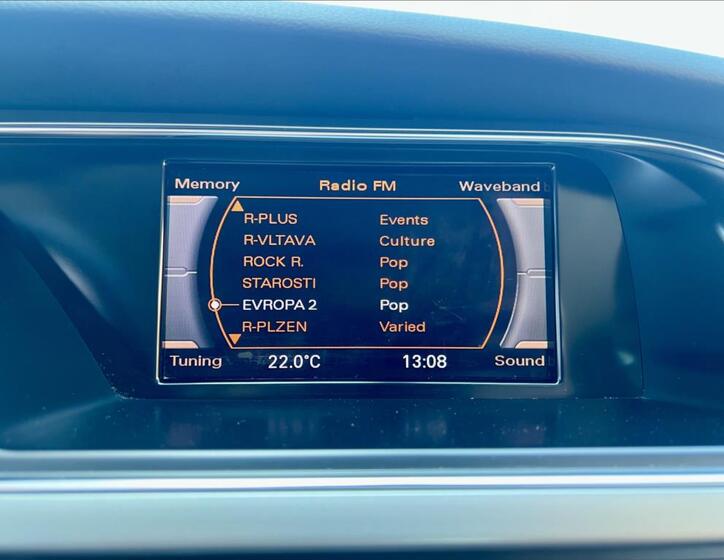 Memory Radio FM Waveband
R-PLUS Events
R-VLTAVA Culture
ROCK R. Pop
STAROSTI Pop
EVROPA 2 Pop
R-PLZEN Varied
Tuning 22.0°C 13:08 Sound